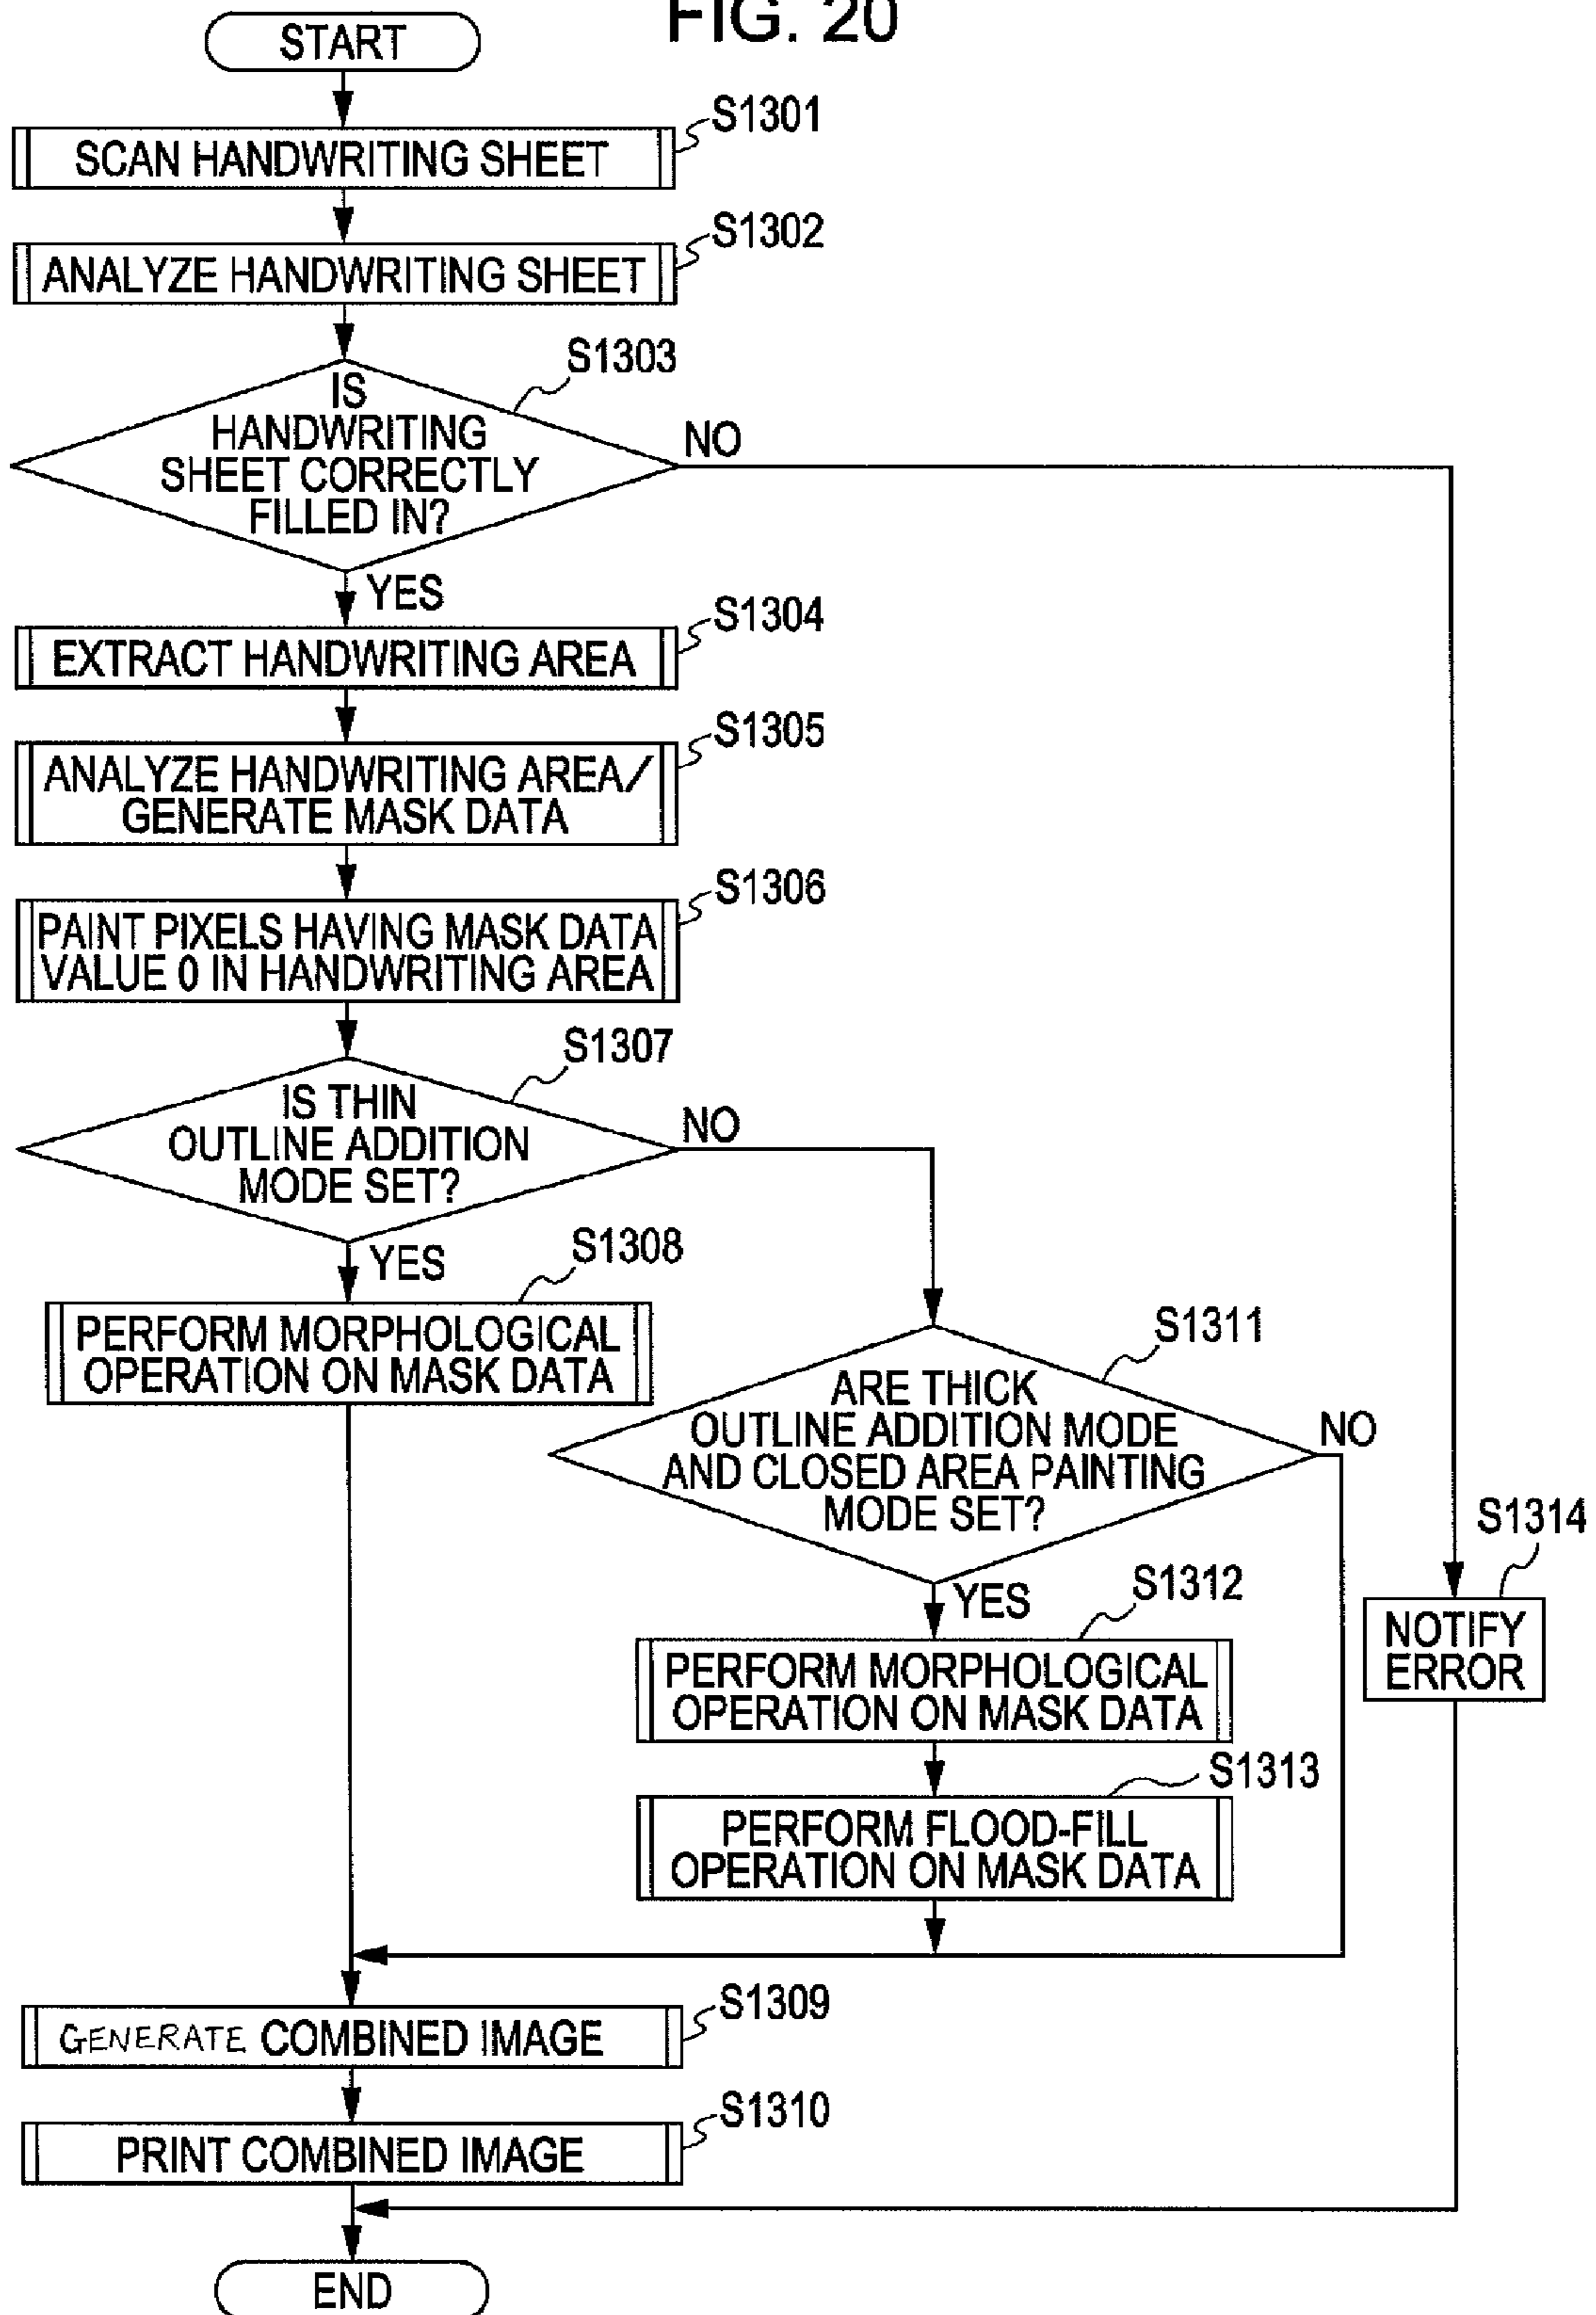 FIG. 20
START
S1301
SCAN HANDWRITING SHEET
S1302
ANALYZE HANDWRITING SHEET
S1303
IS
HANDWRITING
SHEET CORRECTLY
FILLED IN?
NO
YES
S1304
EXTRACT HANDWRITING AREA
S1305
ANALYZE HANDWRITING AREA/
GENERATE MASK DATA
S1306
PAINT PIXELS HAVING MASK DATA
VALUE 0 IN HANDWRITING AREA
S1307
IS THIN
OUTLINE ADDITION
MODE SET?
NO
YES
S1308
PERFORM MORPHOLOGICAL
OPERATION ON MASK DATA
S1311
ARE THICK
OUTLINE ADDITION MODE
AND CLOSED AREA PAINTING
MODE SET?
NO
YES
S1312
PERFORM MORPHOLOGICAL
OPERATION ON MASK DATA
S1313
PERFORM FLOOD-FILL
OPERATION ON MASK DATA
S1314
NOTIFY
ERROR
S1309
GENERATE COMBINED IMAGE
S1310
PRINT COMBINED IMAGE
END